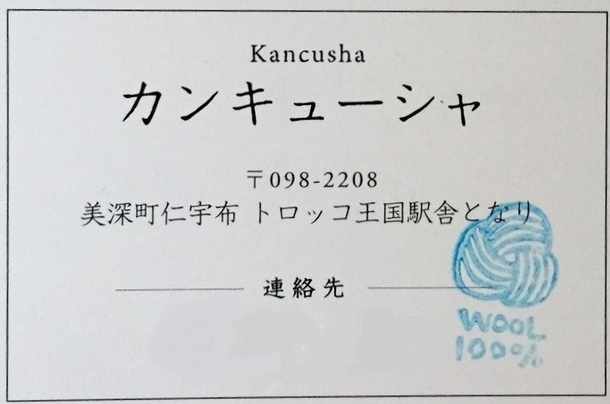 Kancusha
カンキューシャ
〒098-2208
美深町仁宇布 トロッコ王国駅舎となり
連絡先
WOOL
100%